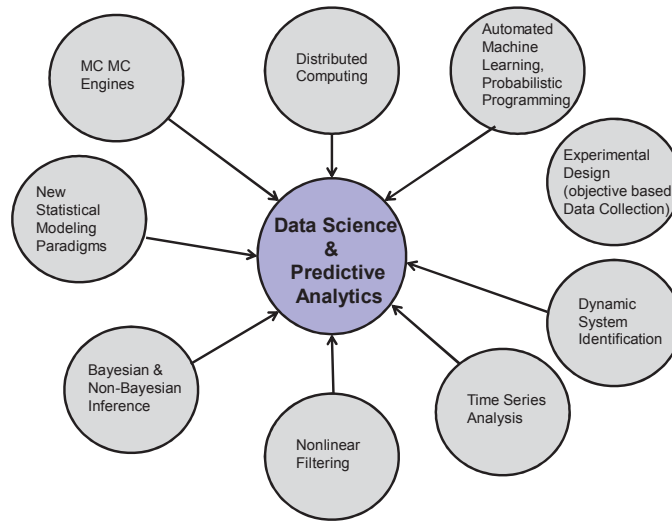 MC MC
Engines
Distributed
Computing
Automated
Machine
Learning,
Probabilistic
Programming
Experimental
Design
(objective based
Data Collection)
New
Statistical
Modeling
Paradigms
Data Science
&
Predictive
Analytics
Dynamic
System
Identification
Bayesian &
Non-Bayesian
Inference
Nonlinear
Filtering
Time Series
Analysis